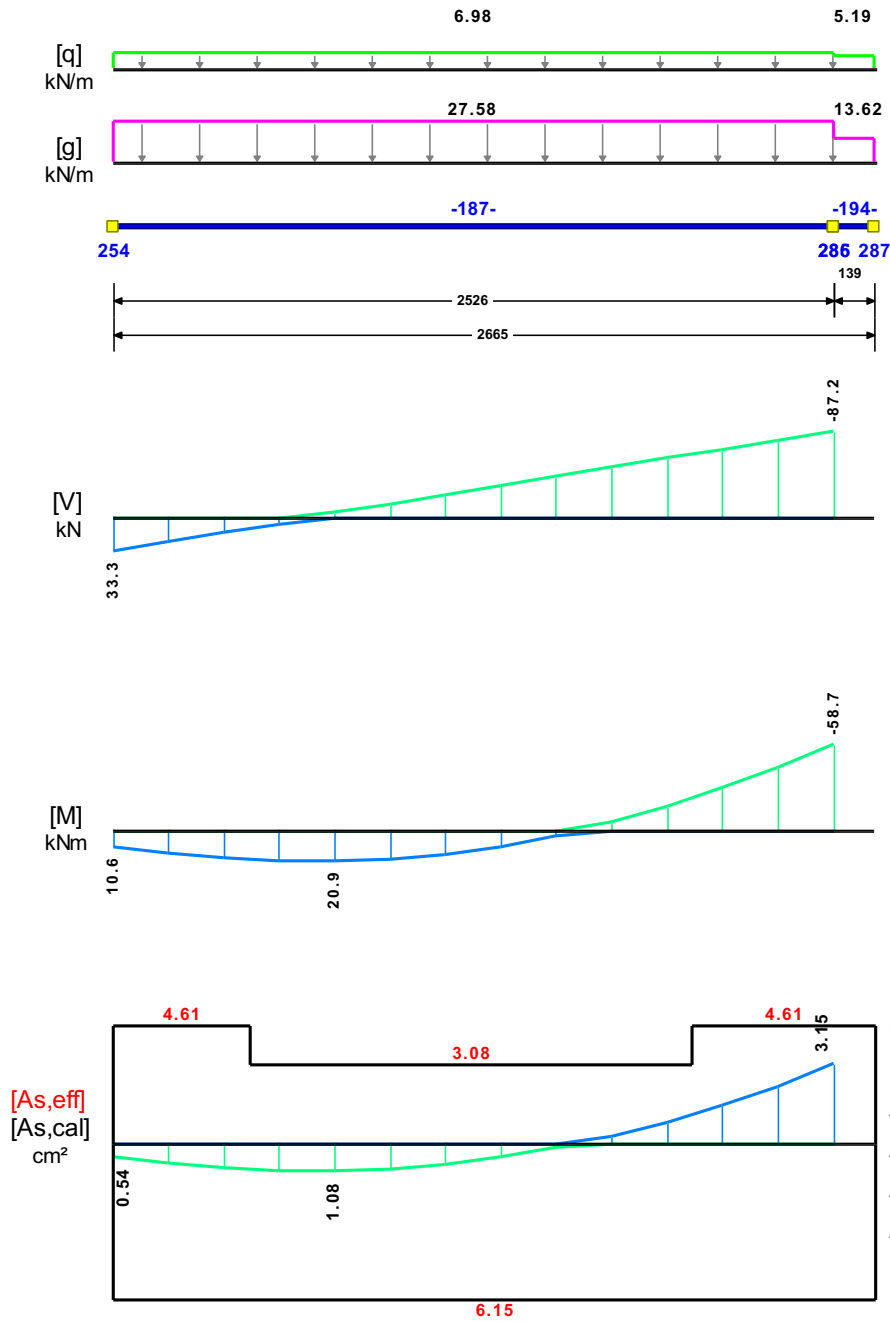 6.98 5.19
[q]
kN/m
27.58 13.62
[g]
kN/m
-187- -194-
254 286 287
139
2526
2665
-87.2
[V]
kN
33.3
-58.7
[M]
kNm
10.6
20.9
4.61 4.61
3.15
3.08
[As,eff]
[As,cal]
cm²
0.54
1.08
6.15